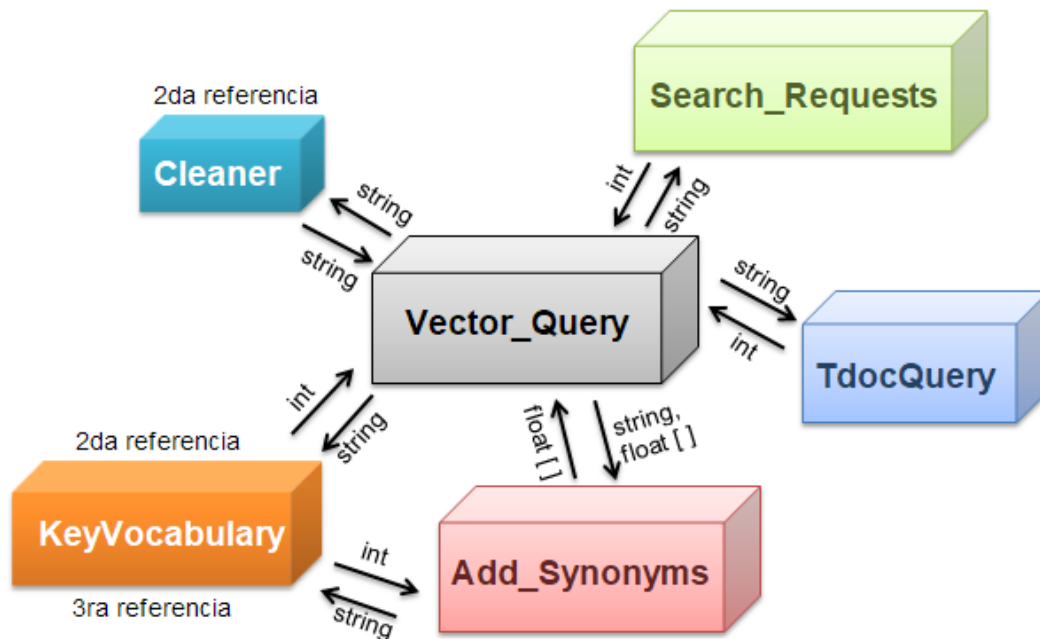 Search_Requests
2da referencia
Cleaner
int
string
string
string
Vector_Query
string
int
TdocQuery
int
string
2da referencia
float [ ]
string,
float [ ]
KeyVocabulary
int
Add_Synonyms
string
3ra referencia